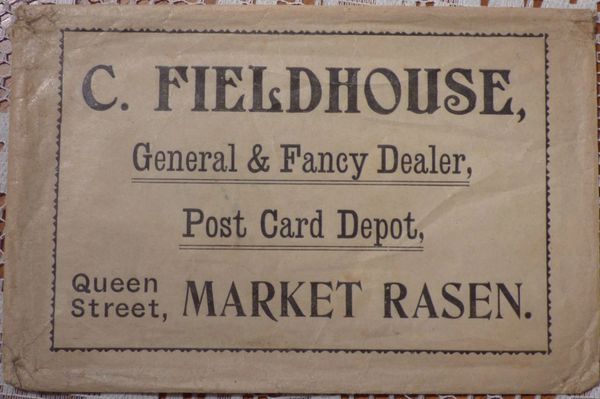 C. FIELDHOUSE,
General & Fancy Dealer,
Post Card Depot,
Queen
Street, MARKET RASEN.